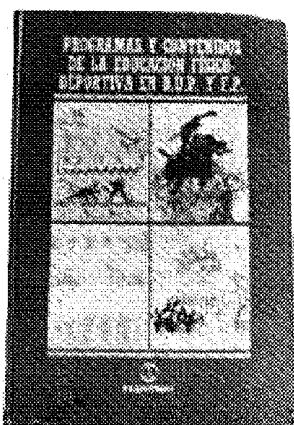 PROGRAMAS Y CONTENIDOS
DE LA EDUCACION FISICO-
DEPORTIVA EN B.U.P. Y F.P.